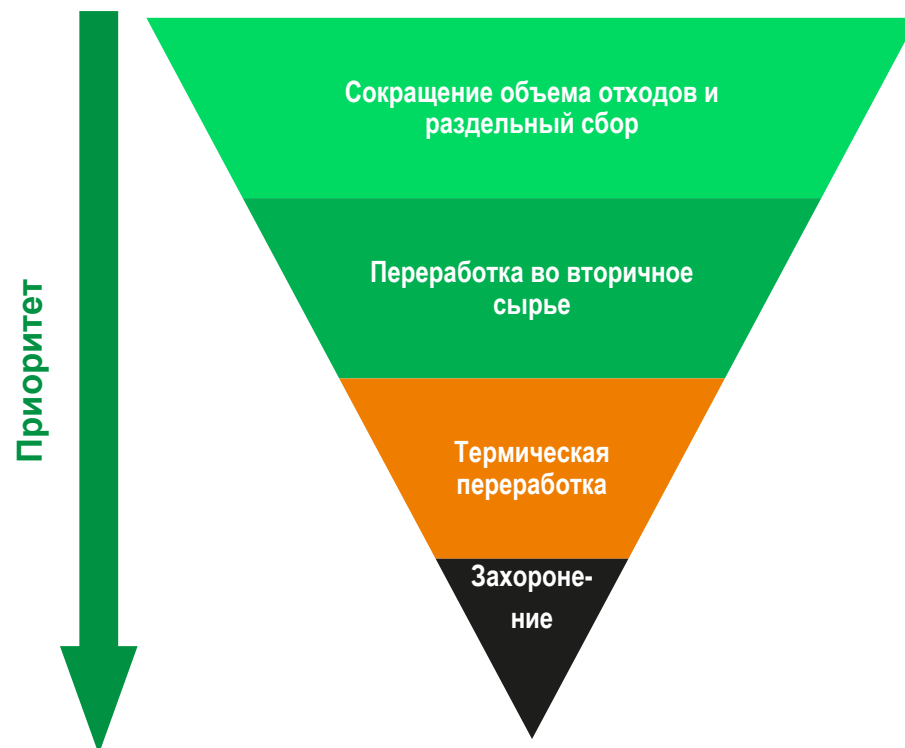 Приоритет
Сокращение объема отходов и
раздельный сбор
Переработка во вторичное
сырье
Термическая
переработка
Захороне-
ние